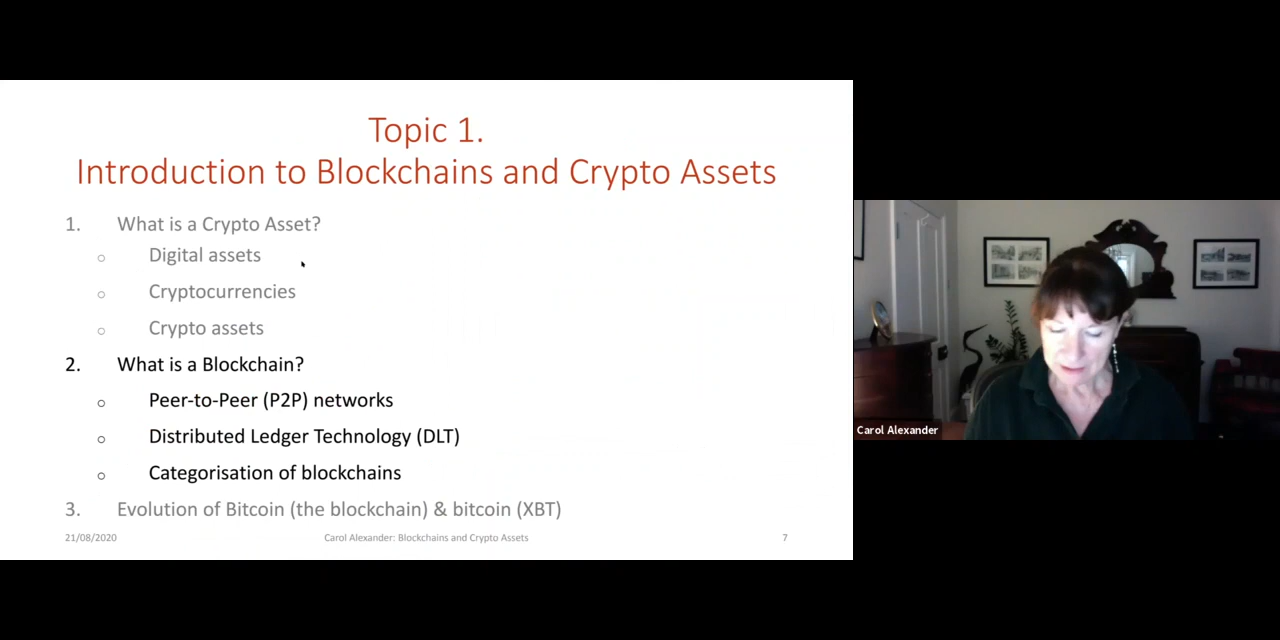 Topic 1.
Introduction to Blockchains and Crypto Assets
1. What is a Crypto Asset?
o Digital assets
o Cryptocurrencies
o Crypto assets
2. What is a Blockchain?
o Peer-to-Peer (P2P) networks
o Distributed Ledger Technology (DLT)
o Categorisation of blockchains
3. Evolution of Bitcoin (the blockchain) & bitcoin (XBT)
21/08/2020 Carol Alexander: Blockchains and Crypto Assets 7
Carol Alexander